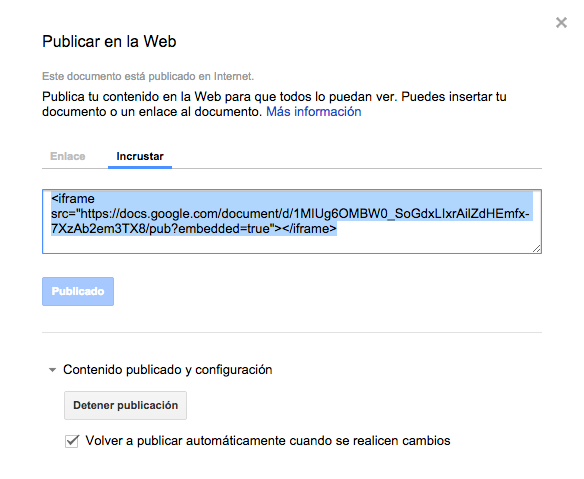 Publicar en la Web
Este documento está publicado en Internet.
Publica tu contenido en la Web para que todos lo puedan ver. Puedes insertar tu
documento o un enlace al documento. Más información
Enlace
Incrustar
<iframe
src="https://docs.google.com/document/d/1MIUg6OMBW0_SoGdxLIxrAilZdHEmfx-
7XzAb2em3TX8/pub?embedded=true"></iframe>
Publicado
Contenido publicado y configuración
Detener publicación
Volver a publicar automáticamente cuando se realicen cambios